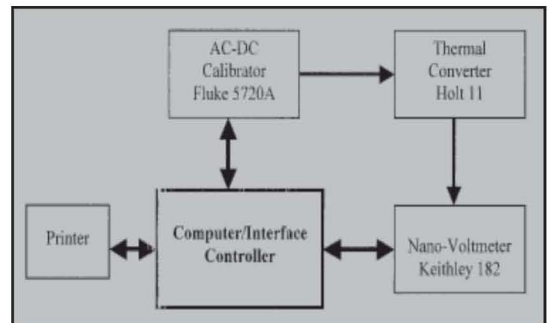 AC-DC
Calibrator
Fluke 5720A
Thermal
Converter
Holt 11
Printer
Computer/Interface
Controller
Nano-Voltmeter
Keithley 182